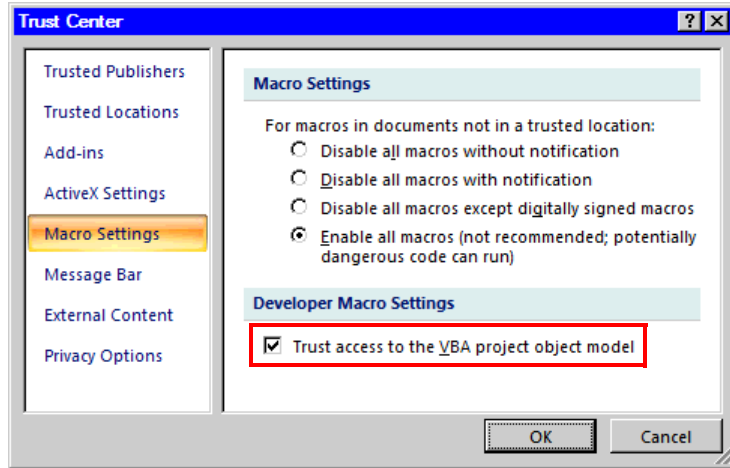 Trust Center
Trusted Publishers
Trusted Locations
Add-ins
ActiveX Settings
Macro Settings
Message Bar
External Content
Privacy Options
Macro Settings
For macros in documents not in a trusted location:
Disable all macros without notification
Disable all macros with notification
Disable all macros except digitally signed macros
Enable all macros (not recommended; potentially
dangerous code can run)
Developer Macro Settings
Trust access to the VBA project object model
OK
Cancel